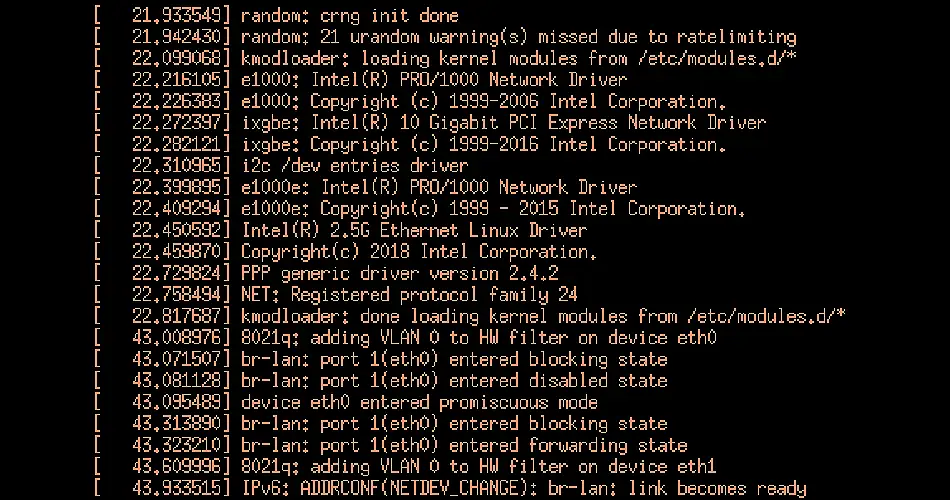 [   21.933549] random: crng init done
[   21.942430] random: 21 urandom warning(s) missed due to ratelimiting
[   22.099068] kmodloader: loading kernel modules from /etc/modules.d/*
[   22.216105] e1000: Intel(R) PRO/1000 Network Driver
[   22.226383] e1000: Copyright (c) 1999-2006 Intel Corporation.
[   22.272397] ixgbe: Intel(R) 10 Gigabit PCI Express Network Driver
[   22.282121] ixgbe: Copyright (c) 1999-2016 Intel Corporation.
[   22.310965] i2c /dev entries driver
[   22.399895] e1000e: Intel(R) PRO/1000 Network Driver
[   22.409294] e1000e: Copyright(c) 1999 - 2015 Intel Corporation.
[   22.450592] Intel(R) 2.5G Ethernet Linux Driver
[   22.459870] Copyright(c) 2018 Intel Corporation.
[   22.729824] PPP generic driver version 2.4.2
[   22.758494] NET: Registered protocol family 24
[   22.817687] kmodloader: done loading kernel modules from /etc/modules.d/*
[   43.008976] 8021q: adding VLAN 0 to HW filter on device eth0
[   43.071507] br-lan: port 1(eth0) entered blocking state
[   43.081128] br-lan: port 1(eth0) entered disabled state
[   43.095489] device eth0 entered promiscuous mode
[   43.313890] br-lan: port 1(eth0) entered blocking state
[   43.323210] br-lan: port 1(eth0) entered forwarding state
[   43.609996] 8021q: adding VLAN 0 to HW filter on device eth1
[   43.933515] IPv6: ADDRCONF(NETDEV_CHANGE): br-lan: link becomes ready